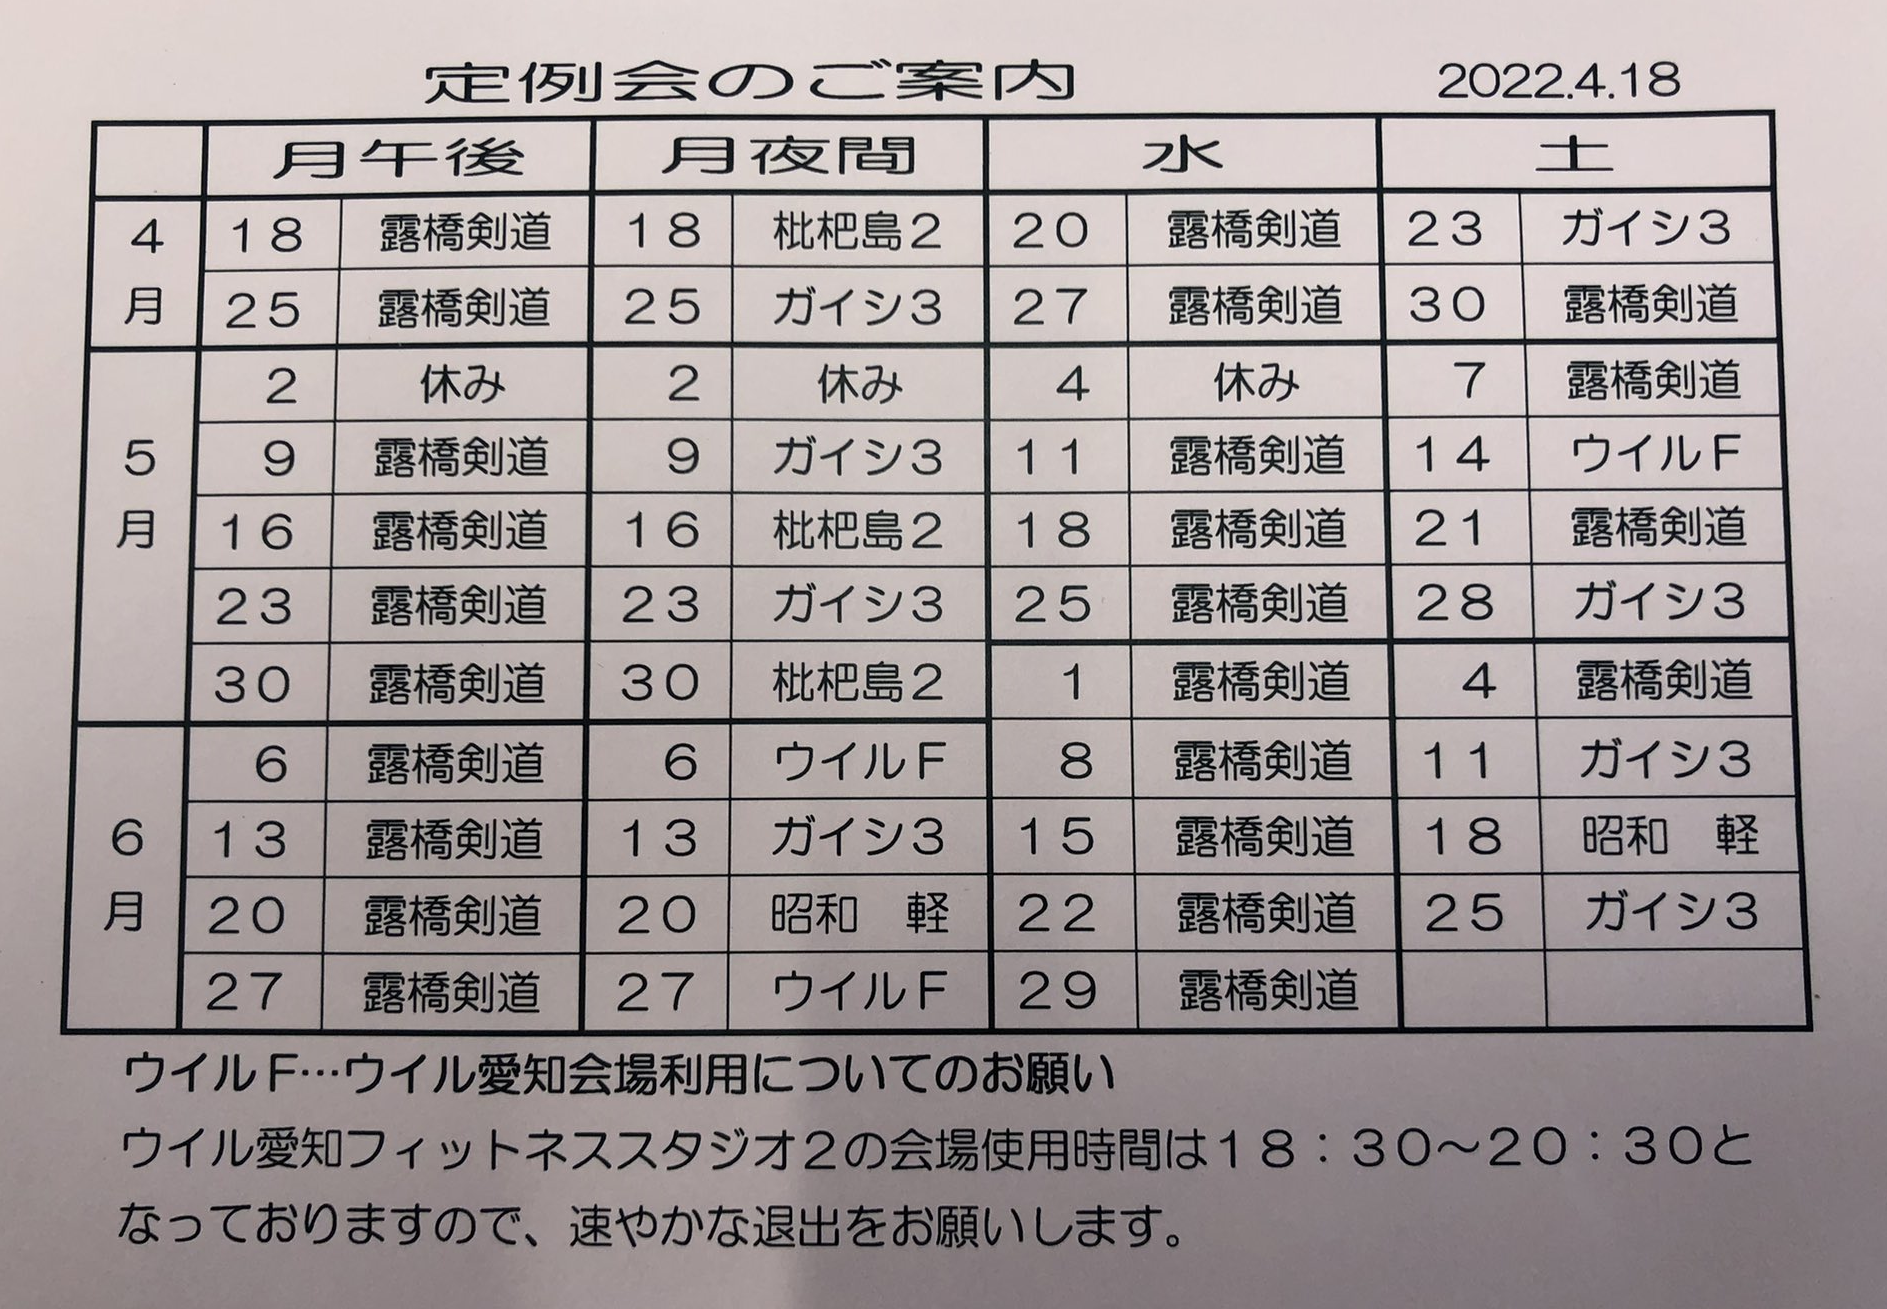 定例会のご案内 2022.4.18
月午後 月夜間 水 土
4月 18 露橋剣道 18 枇杷島2 20 露橋剣道 23 ガイシ3
25 露橋剣道 25 ガイシ3 27 露橋剣道 30 露橋剣道
5月 2 休み 2 休み 4 休み 7 露橋剣道
9 露橋剣道 9 ガイシ3 11 露橋剣道 14 ウイルF
16 露橋剣道 16 枇杷島2 18 露橋剣道 21 露橋剣道
23 露橋剣道 23 ガイシ3 25 露橋剣道 28 ガイシ3
30 露橋剣道 30 枇杷島2 1 露橋剣道 4 露橋剣道
6月 6 露橋剣道 6 ウイルF 8 露橋剣道 11 ガイシ3
13 露橋剣道 13 ガイシ3 15 露橋剣道 18 昭和 軽
20 露橋剣道 20 昭和 軽 22 露橋剣道 25 ガイシ3
27 露橋剣道 27 ウイルF 29 露橋剣道
ウイルF…ウイル愛知会場利用についてのお願い
ウイル愛知フィットネススタジオ2の会場使用時間は18：30～20：30と
なっておりますので、速やかな退出をお願いします。